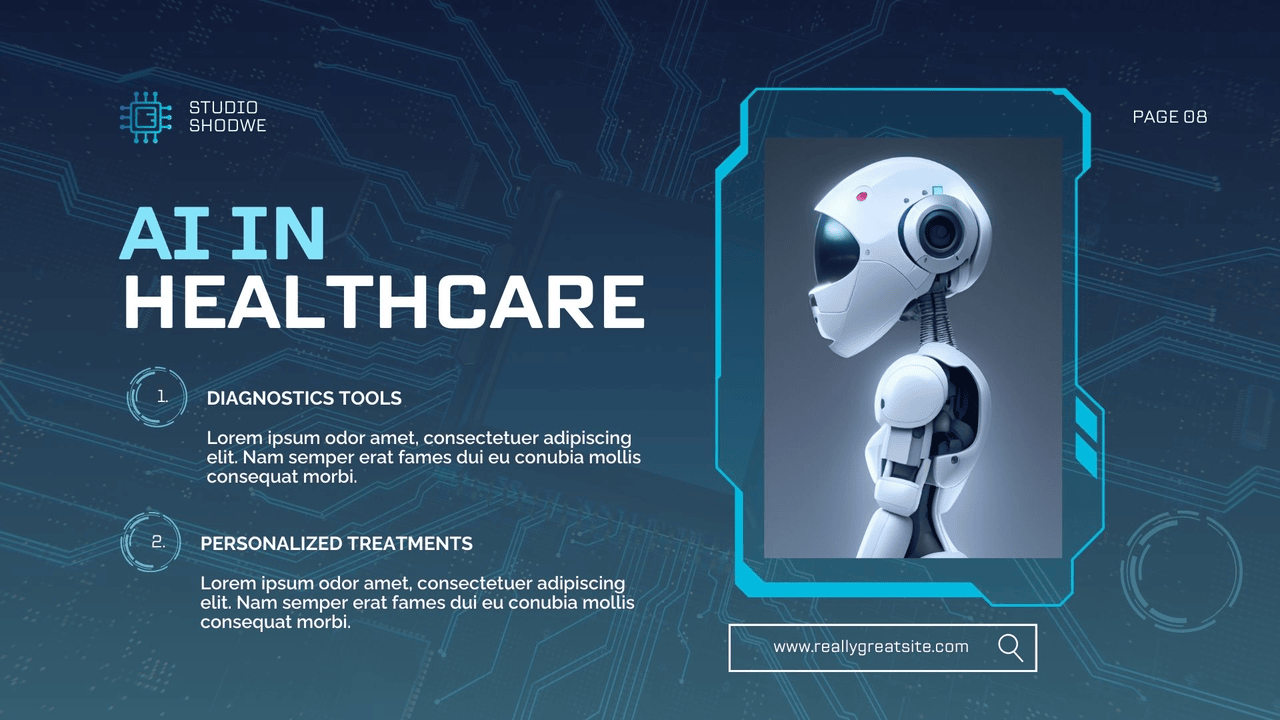 STUDIO
SHODWE
PAGE 08
AI IN
HEALTHCARE
1.
DIAGNOSTICS TOOLS
Lorem ipsum odor amet, consectetuer adipiscing
elit. Nam semper erat fames dui eu conubia mollis
consequat morbi.
2.
PERSONALIZED TREATMENTS
Lorem ipsum odor amet, consectetuer adipiscing
elit. Nam semper erat fames dui eu conubia mollis
consequat morbi.
www.reallygreatsite.com